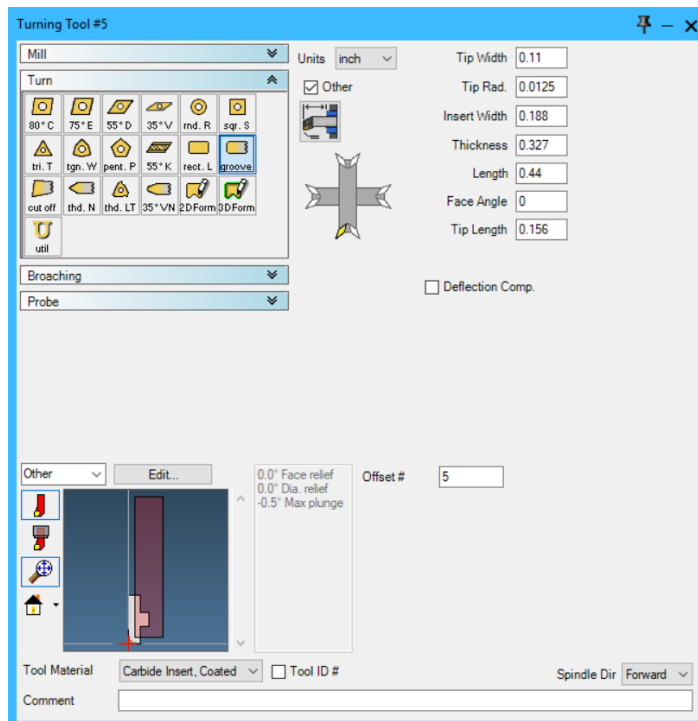 Turning Tool #5
Mill
Turn
80° C 75° E 55° D 35° V rnd. R sqr. S
tri. T tgn. W pent. P 55° K rect. L groove
cut off thd. N thd. LT 35° VN 2D Form 3D Form
util
Broaching
Probe
Units inch
Other
Tip Width 0.11
Tip Rad. 0.0125
Insert Width 0.188
Thickness 0.327
Length 0.44
Face Angle 0
Tip Length 0.156
Deflection Comp.
Other Edit...
0.0° Face relief
0.0° Dia. relief
-0.5° Max plunge
Offset # 5
Tool Material Carbide Insert, Coated Tool ID # Spindle Dir Forward
Comment